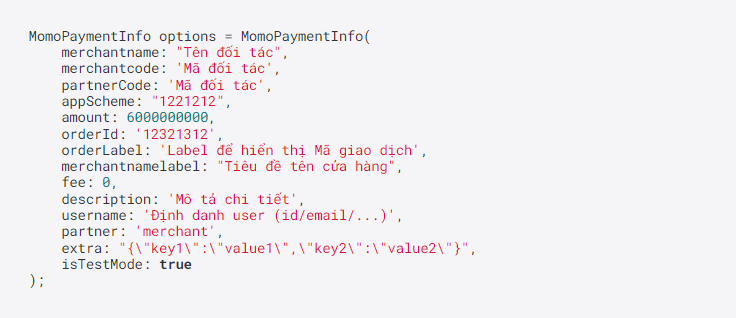 MomoPaymentInfo options = MomoPaymentInfo(
merchantname: "Tên đối tác",
merchantcode: 'Mã đối tác',
partnerCode: 'Mã đối tác',
appScheme: "1221212",
amount: 6000000000,
orderId: '12321312',
orderLabel: 'Label để hiển thị Mã giao dịch',
merchantnamelabel: "Tiêu đề tên cửa hàng",
fee: 0,
description: 'Mô tả chi tiết',
username: 'Định danh user (id/email/...)',
partner: 'merchant',
extra: "{\"key1\":\"value1\",\"key2\":\"value2\"}",
isTestMode: true
);